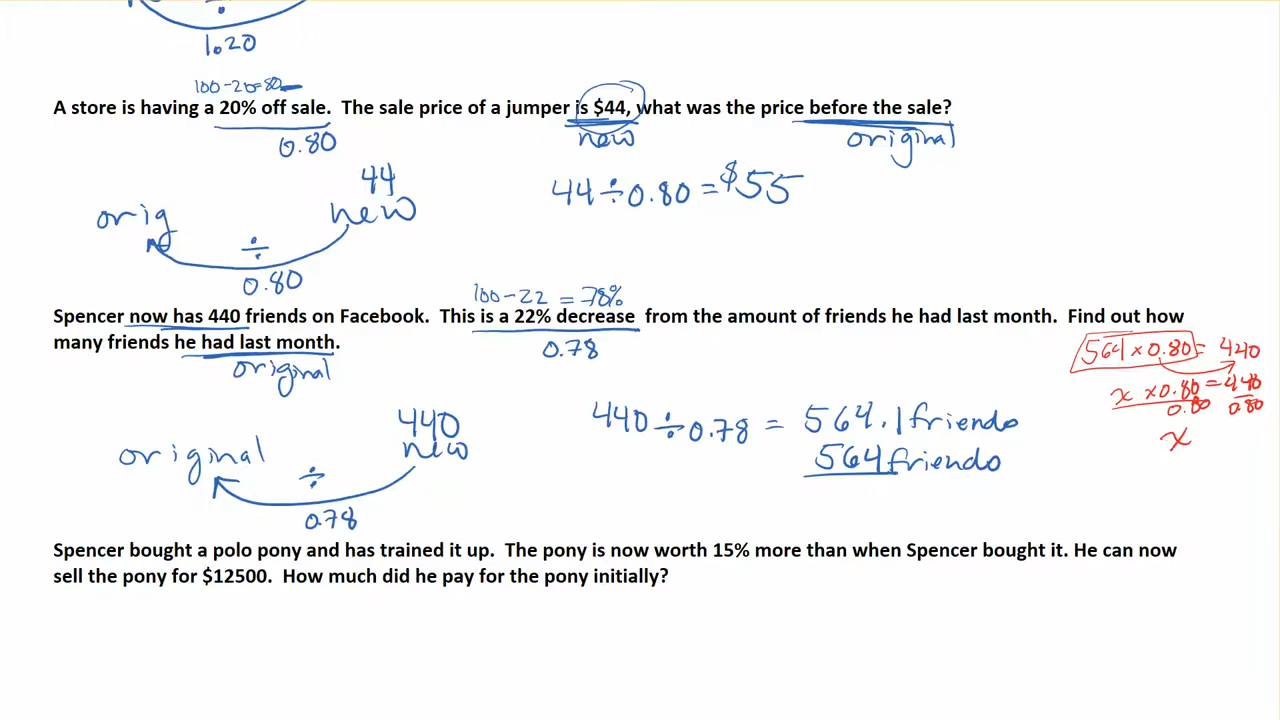 ÷
1.20
100-20=80
A store is having a 20% off sale. The sale price of a jumper is $44, what was the price before the sale?
0.80
new
original
44
44÷0.80=$55
orig
new
÷
0.80
100-22=78%
Spencer now has 440 friends on Facebook. This is a 22% decrease from the amount of friends he had last month. Find out how
many friends he had last month.
0.78
original
564×0.80=440
x×0.80=440
0.80 0.80
x
440
440÷0.78=564.1 friends
original
new
564 friends
÷
0.78
Spencer bought a polo pony and has trained it up. The pony is now worth 15% more than when Spencer bought it. He can now
sell the pony for $12500. How much did he pay for the pony initially?